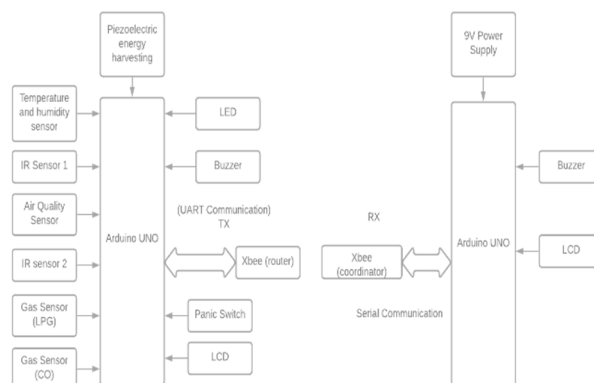 Piezoelectric
energy
harvesting
9V Power
Supply
Temperature
and humidity
sensor
LED
IR Sensor 1
Buzzer
Buzzer
Air Quality
Sensor
(UART Communication)
TX
RX
Arduino UNO
Arduino UNO
LCD
IR sensor 2
Xbee (router)
Xbee
(coordinator)
Gas Sensor
(LPG)
Panic Switch
Serial Communication
LCD
Gas Sensor
(CO)